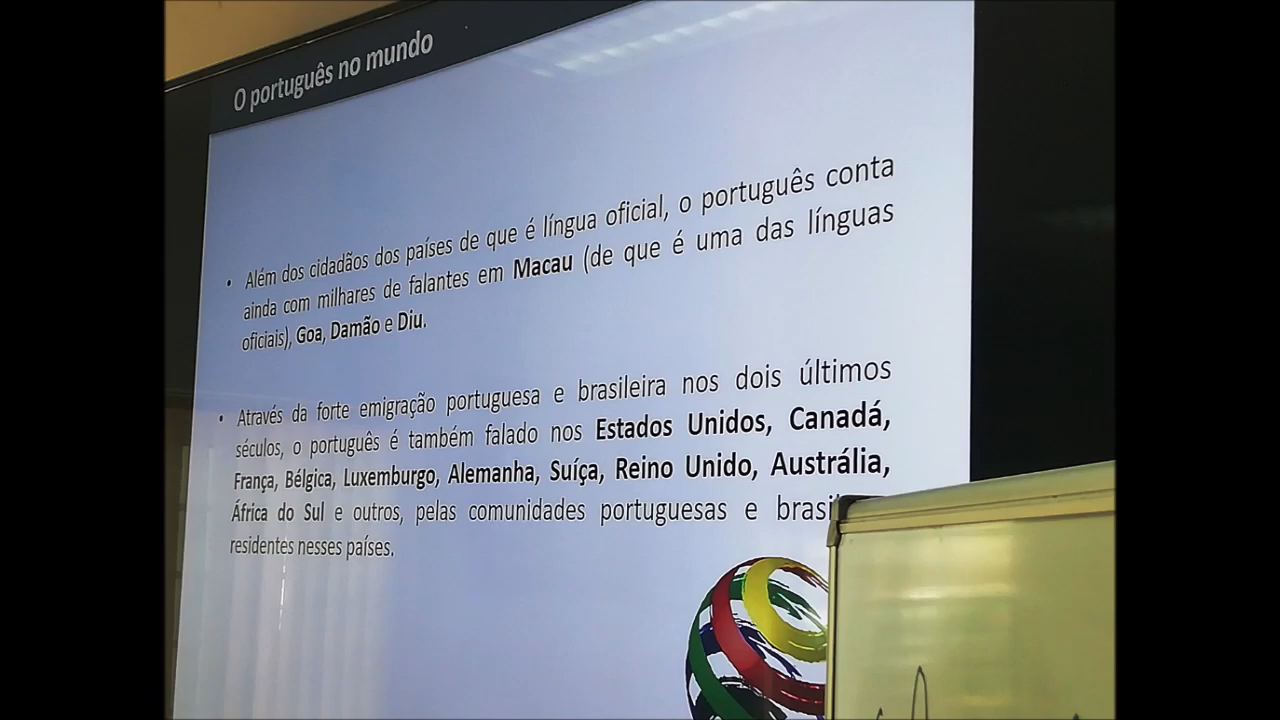 O português no mundo
• Além dos cidadãos dos países de que é língua oficial, o português conta
ainda com milhares de falantes em Macau (de que é uma das línguas
oficiais), Goa, Damão e Diu.
• Através da forte emigração portuguesa e brasileira nos dois últimos
séculos, o português é também falado nos Estados Unidos, Canadá,
França, Bélgica, Luxemburgo, Alemanha, Suíça, Reino Unido, Austrália,
África do Sul e outros, pelas comunidades portuguesas e
residentes nesses países.